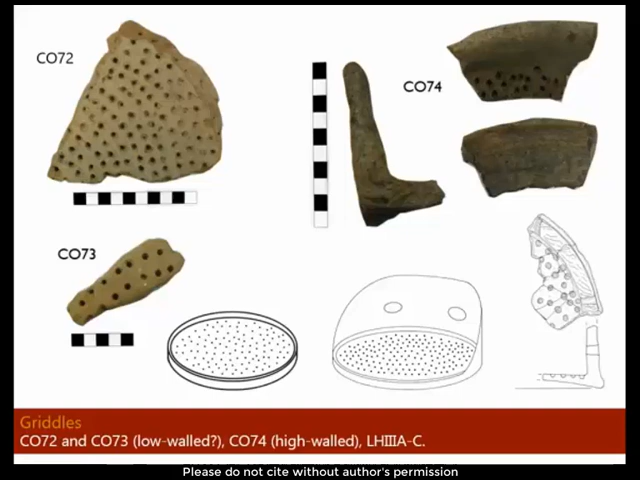 CO72
CO74
CO73
Griddles
CO72 and CO73 (low-walled?), CO74 (high-walled), LHIIIA-C.
Please do not cite without author's permission